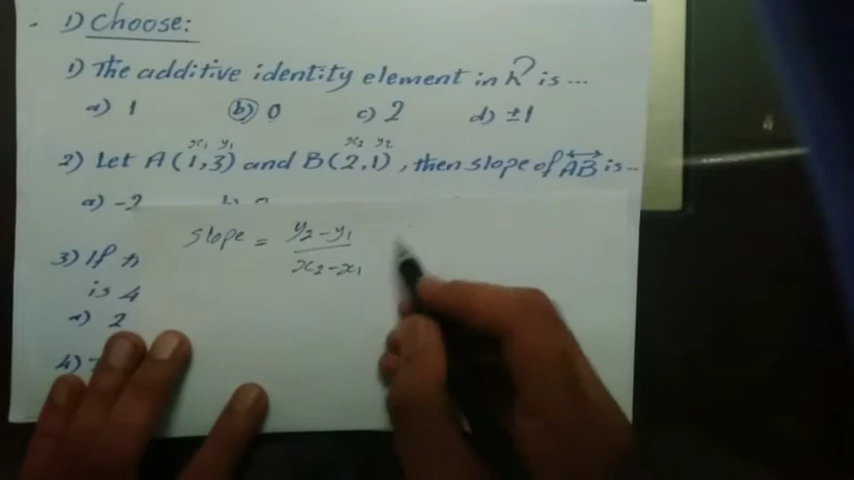 1) Choose:
1) The additive identity element in R is ...
a) 1 b) 0 c) 2 d) ±1
x₁ y₁ x₂ y₂
2) Let A(1,3) and B(2,1), then slope of AB is ...
a) -2
slope = y₂-y₁ / x₂-x₁
3) If
is 4
a) 2
4)